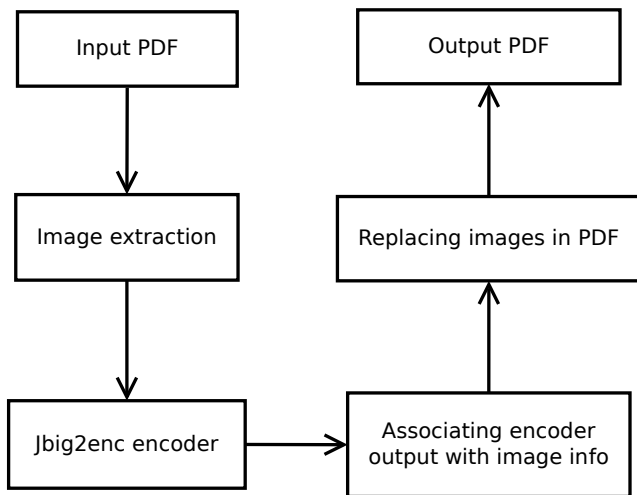 Input PDF
Output PDF
Image extraction
Replacing images in PDF
Jbig2enc encoder
Associating encoder
output with image info